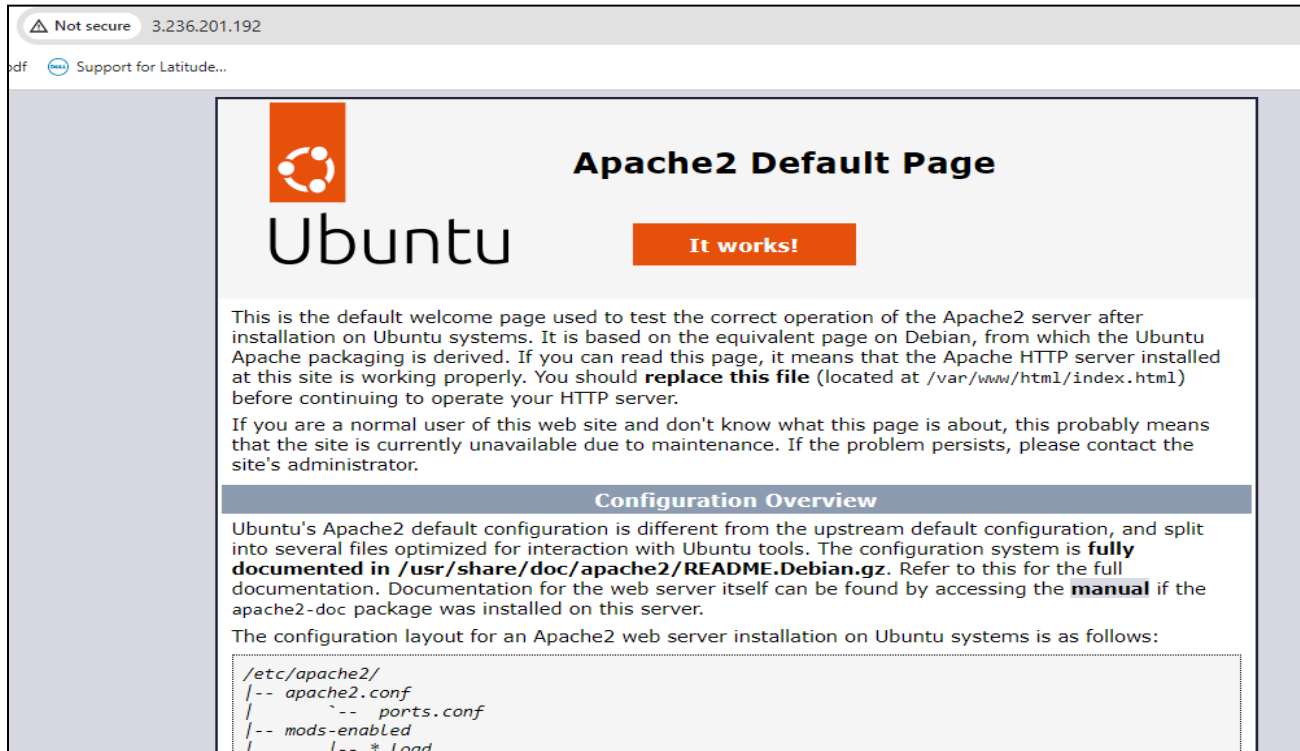 Not secure 3.236.201.192
Support for Latitude...
Apache2 Default Page
Ubuntu
It works!
This is the default welcome page used to test the correct operation of the Apache2 server after
installation on Ubuntu systems. It is based on the equivalent page on Debian, from which the Ubuntu
Apache packaging is derived. If you can read this page, it means that the Apache HTTP server installed
at this site is working properly. You should replace this file (located at /var/www/html/index.html)
before continuing to operate your HTTP server.
If you are a normal user of this web site and don't know what this page is about, this probably means
that the site is currently unavailable due to maintenance. If the problem persists, please contact the
site's administrator.
Configuration Overview
Ubuntu's Apache2 default configuration is different from the upstream default configuration, and split
into several files optimized for interaction with Ubuntu tools. The configuration system is fully
documented in /usr/share/doc/apache2/README.Debian.gz. Refer to this for the full
documentation. Documentation for the web server itself can be found by accessing the manual if the
apache2-doc package was installed on this server.
The configuration layout for an Apache2 web server installation on Ubuntu systems is as follows:
/etc/apache2/
|-- apache2.conf
|       `--  ports.conf
|-- mods-enabled
|       |-- *.load